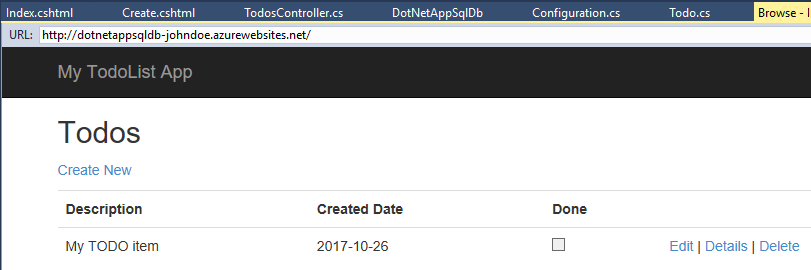 Index.cshtml Create.cshtml TodosController.cs DotNetAppSqlDb Configuration.cs Todo.cs Browse -
URL: http://dotnetappsqldb-johndoe.azurewebsites.net/
My TodoList App
Todos
Create New
Description Created Date Done
My TODO item 2017-10-26 Edit | Details | Delete